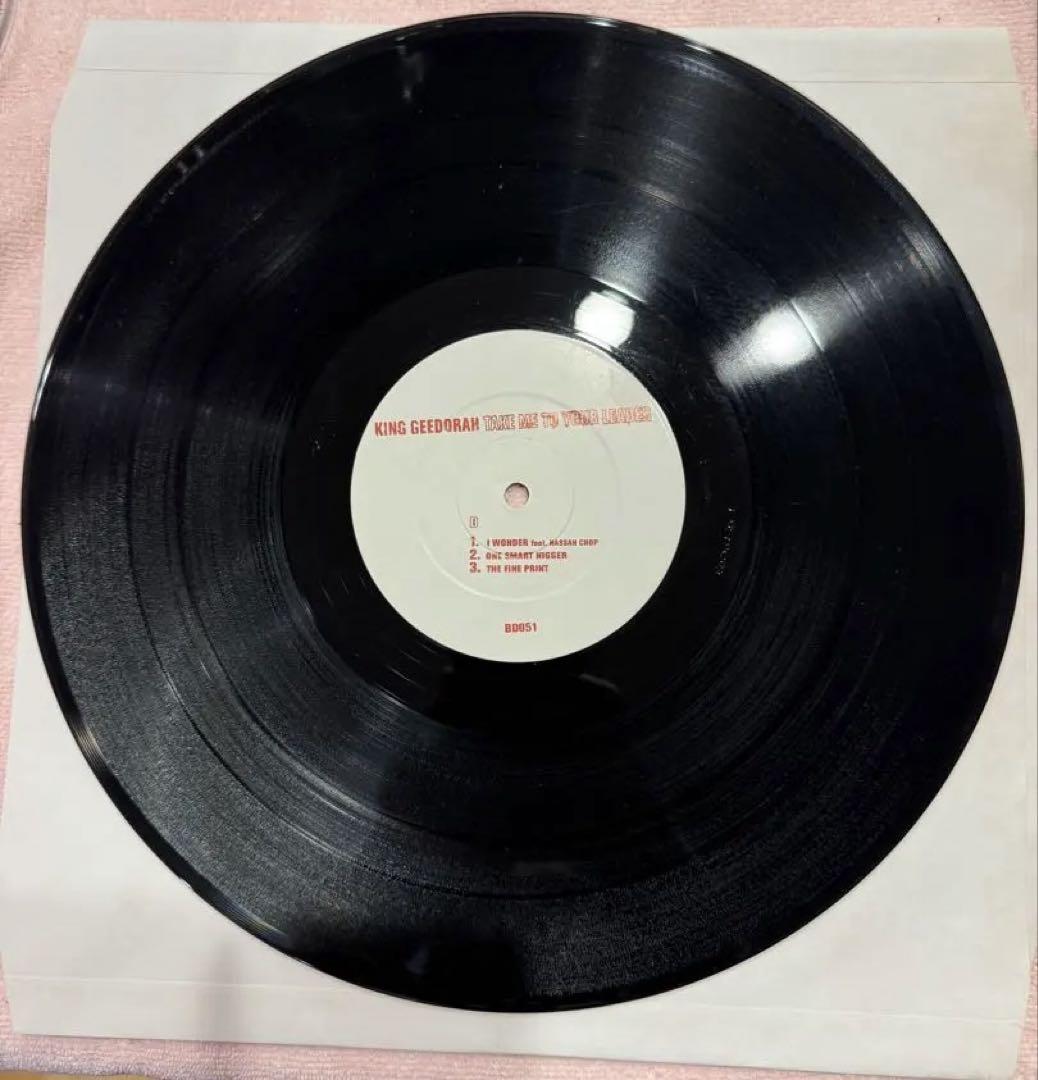 KING GEEDORAH TAKE ME TO YOUR LEADER
D
1. I WONDER feat. HASSAN CHOP
2. ONE SMART NIGGER
3. THE FINE PRINT
BD051